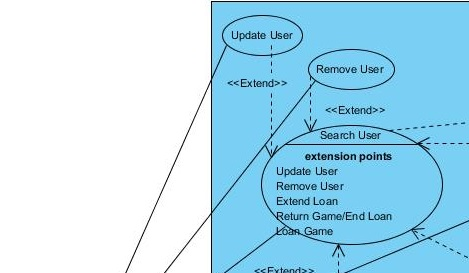 Update User
Remove User
<<Extend>>
<<Extend>>
Search User
extension points
Update User
Remove User
Extend Loan
Return Game/End Loan
Loan Game
<<Extend>>